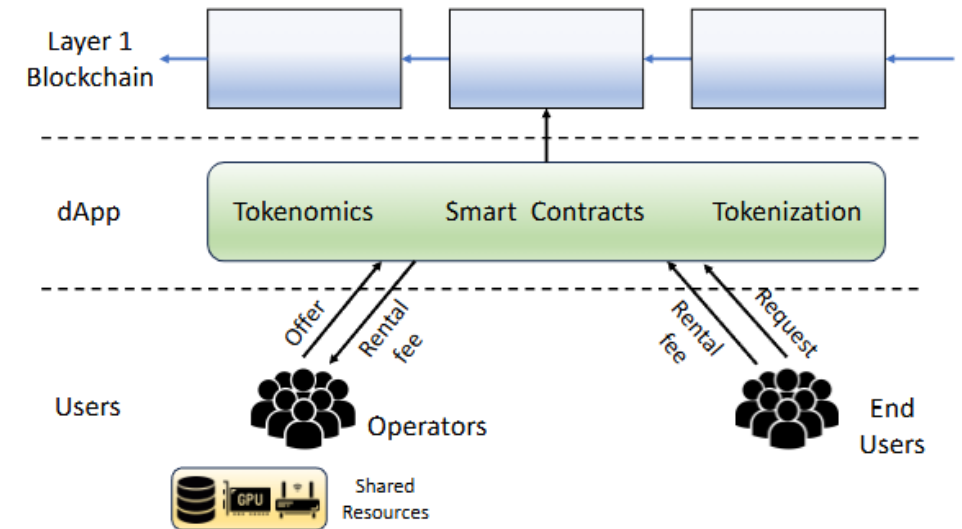 Layer 1
Blockchain
dApp
Tokenomics Smart Contracts Tokenization
Offer
Rental
fee
Rental
fee
Request
Users
Operators
End
Users
GPU
Shared
Resources